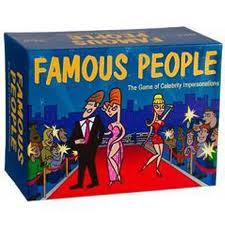 FAMOUS PEOPLE
The Game of Celebrity Impersonations
FAMOUS
PEOPLE